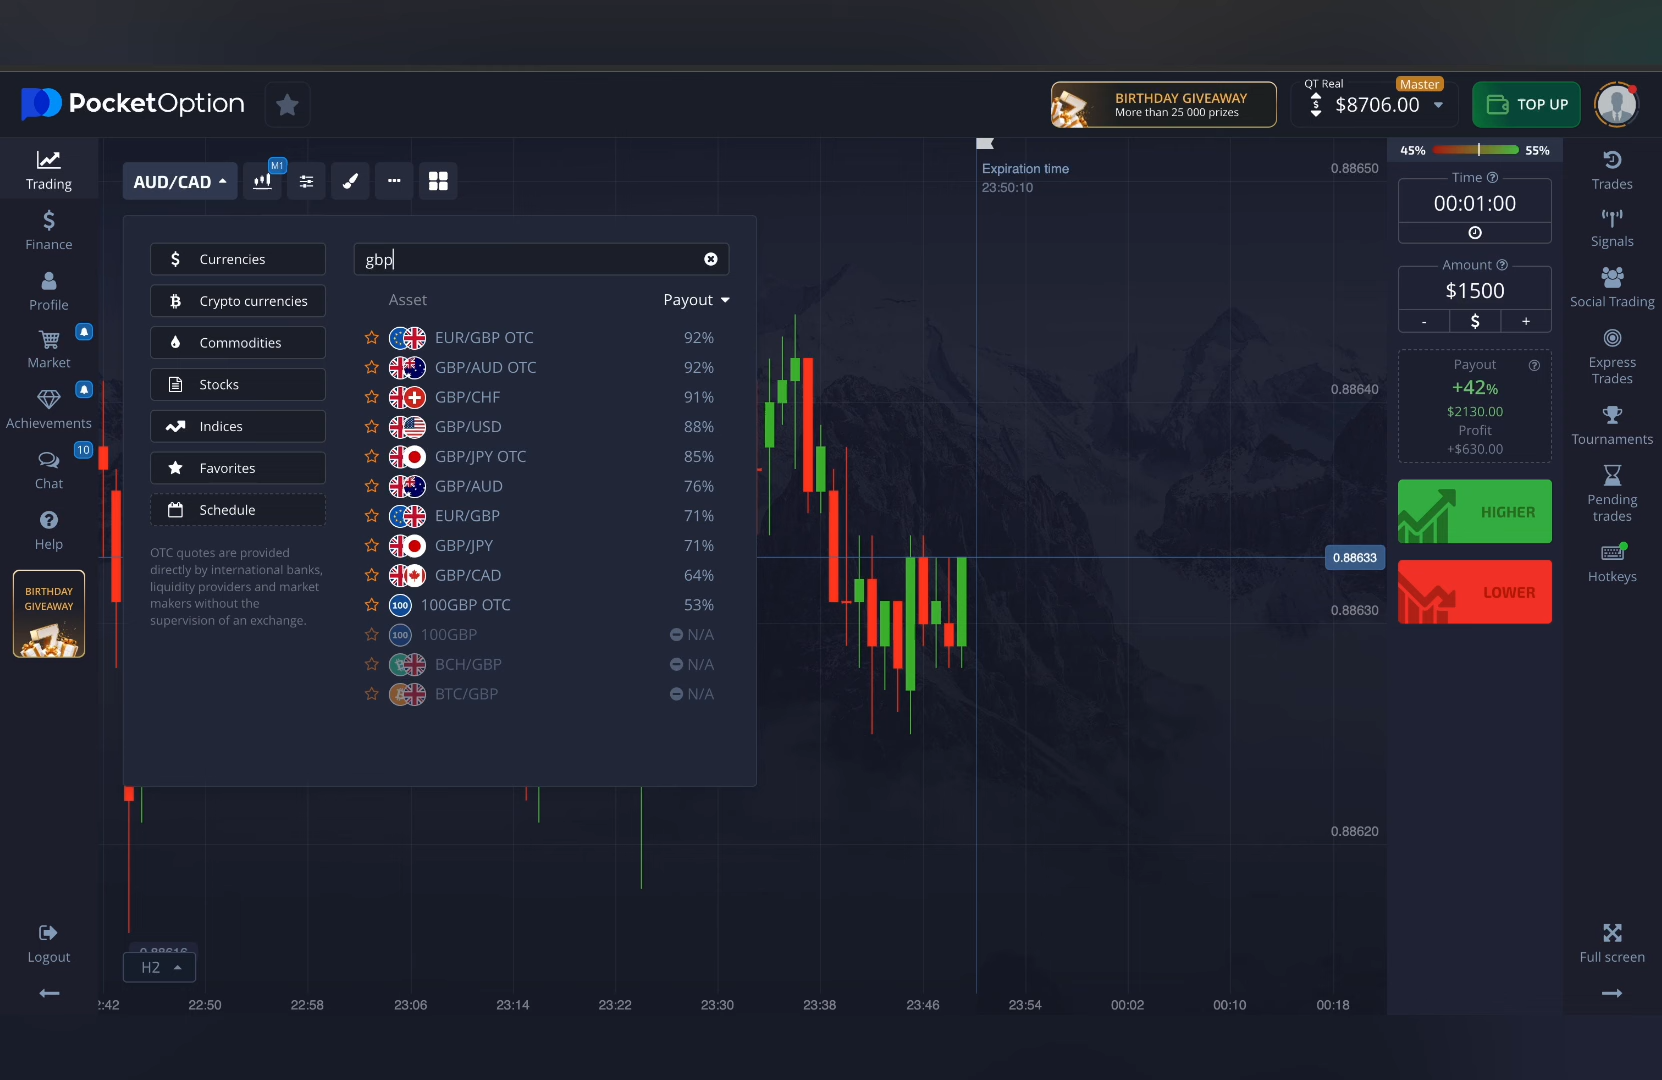 PocketOption
BIRTHDAY GIVEAWAY
More than 25 000 prizes
QT Real
Master
$8706.00
TOP UP
Trading
Finance
Profile
Market
Achievements
10
Chat
Help
BIRTHDAY
GIVEAWAY
Logout
AUD/CAD
M1
Currencies
Crypto currencies
Commodities
Stocks
Indices
Favorites
Schedule
OTC quotes are provided
directly by international banks,
liquidity providers and market
makers without the
supervision of an exchange.
gbp
Asset Payout
EUR/GBP OTC 92%
GBP/AUD OTC 92%
GBP/CHF 91%
GBP/USD 88%
GBP/JPY OTC 85%
GBP/AUD 76%
EUR/GBP 71%
GBP/JPY 71%
GBP/CAD 64%
100 100GBP OTC 53%
100 100GBP N/A
BCH/GBP N/A
BTC/GBP N/A
Expiration time
23:50:10
0.88650
0.88640
0.88633
0.88630
0.88620
H2
:42 22:50 22:58 23:06 23:14 23:22 23:30 23:38 23:46 23:54 00:02 00:10 00:18
45% 55%
Time
00:01:00
Amount
$1500
- $ +
Payout
+42%
$2130.00
Profit
+$630.00
HIGHER
LOWER
Trades
Signals
Social Trading
Express
Trades
Tournaments
Pending
trades
Hotkeys
Full screen